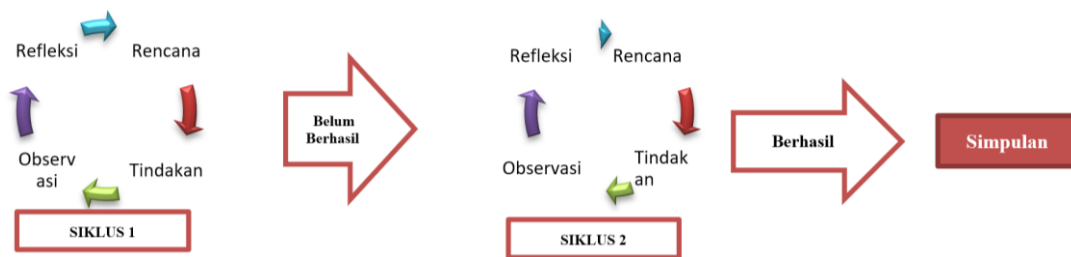 Refleksi
Rencana
Observ
asi
Tindakan
SIKLUS 1
Belum
Berhasil
Refleksi
Rencana
Observasi
Tindak
an
SIKLUS 2
Berhasil
Simpulan